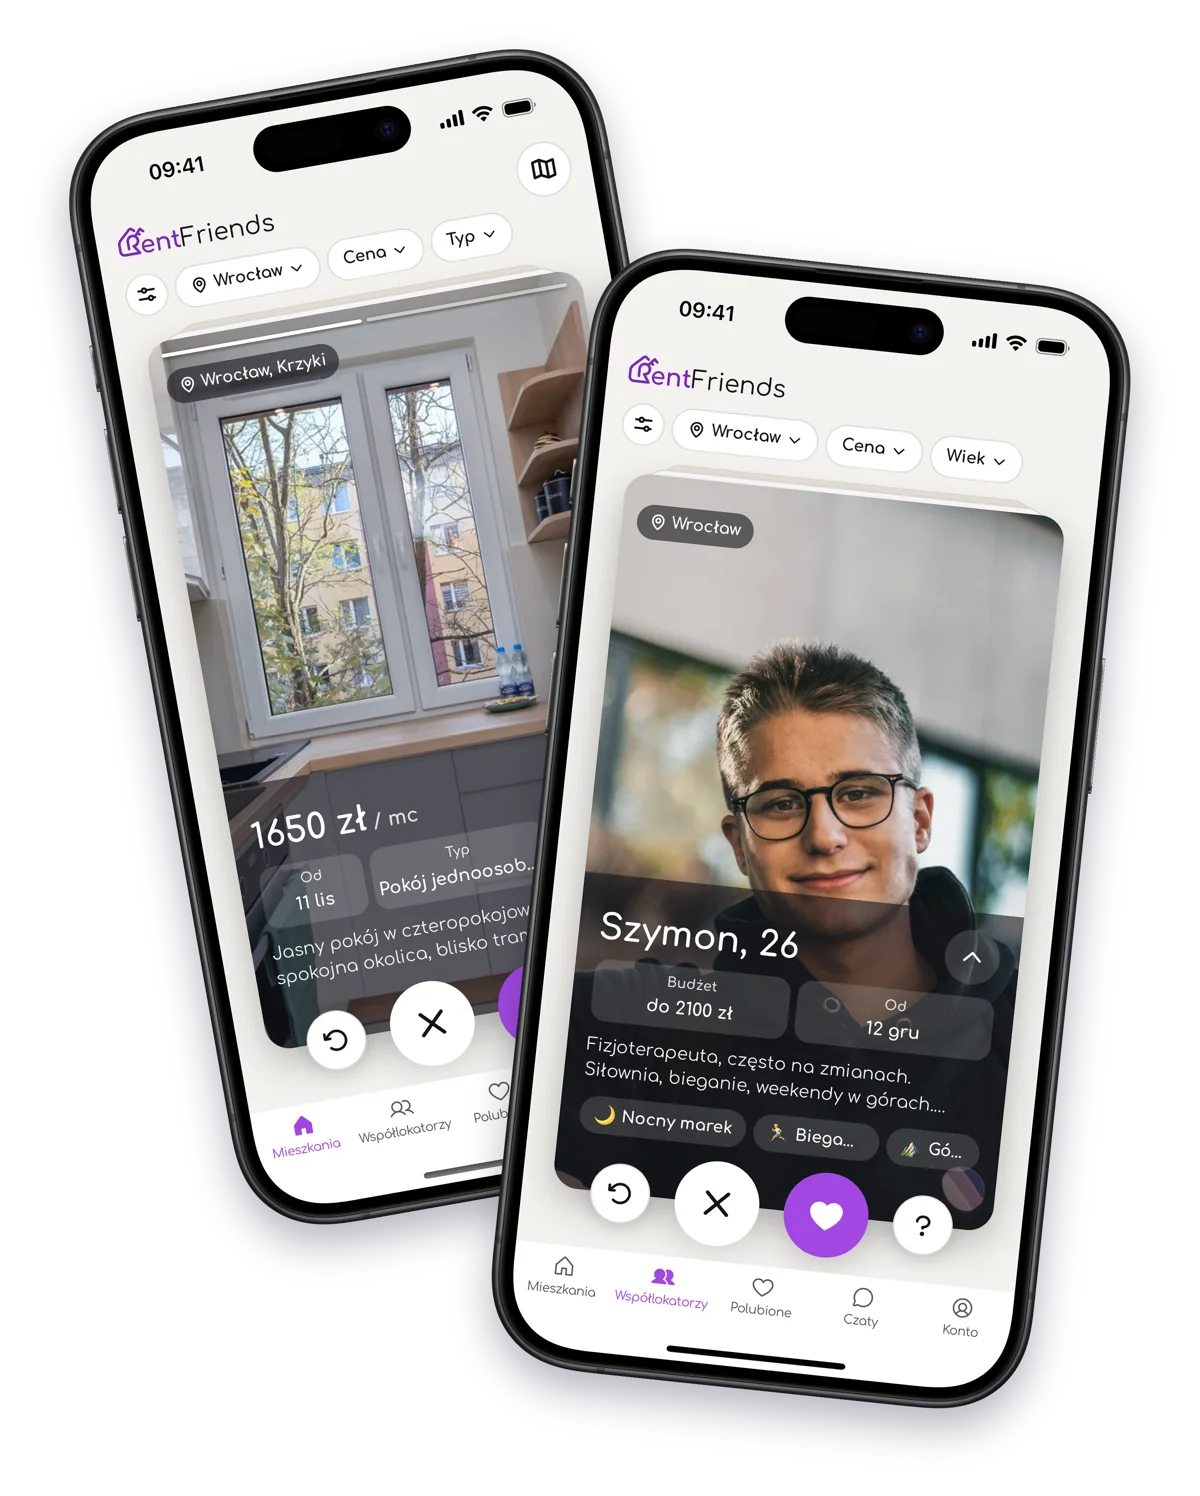 09:41
RentFriends
Wrocław
Cena
Typ
Wrocław, Krzyki
1650 zł / mc
Od
11 lis
Typ
Pokój jednoosob...
Jasny pokój w czteropokojow
spokojna okolica, blisko tram
Mieszkania
Współlokatorzy
Polub
09:41
RentFriends
Wrocław
Cena
Wiek
Wrocław
Szymon, 26
Budżet
do 2100 zł
Od
12 gru
Fizjoterapeuta, często na zmianach.
Siłownia, bieganie, weekendy w górach....
Nocny marek
Biega...
Gó...
?
Mieszkania
Współlokatorzy
Polubione
Czaty
Konto